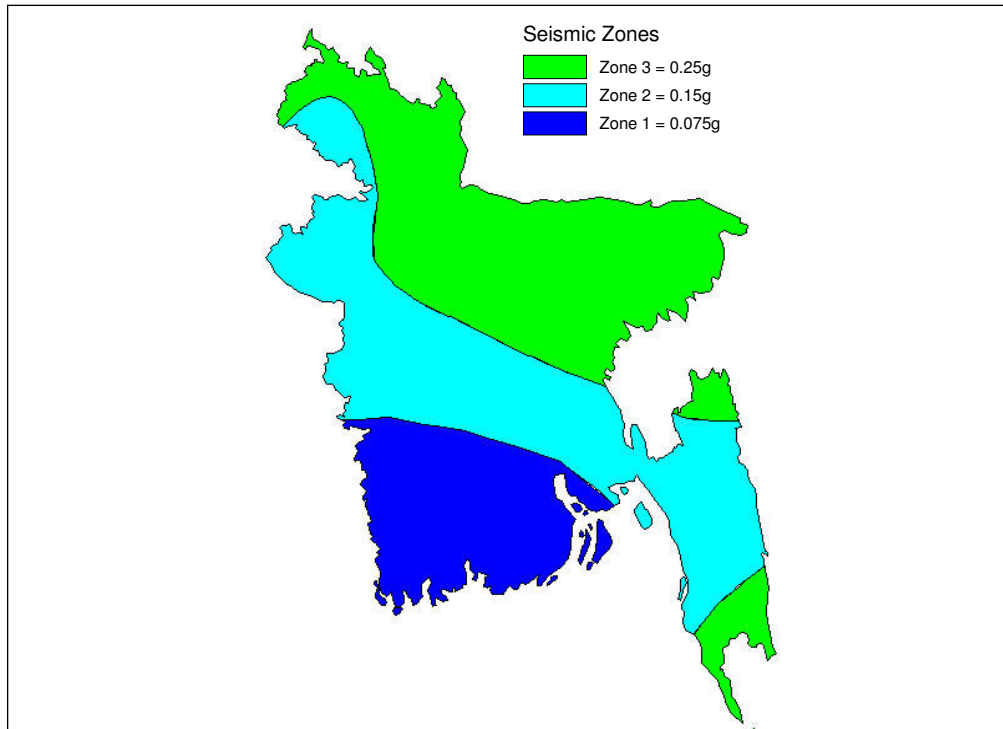 Seismic Zones
Zone 3 = 0.25g
Zone 2 = 0.15g
Zone 1 = 0.075g